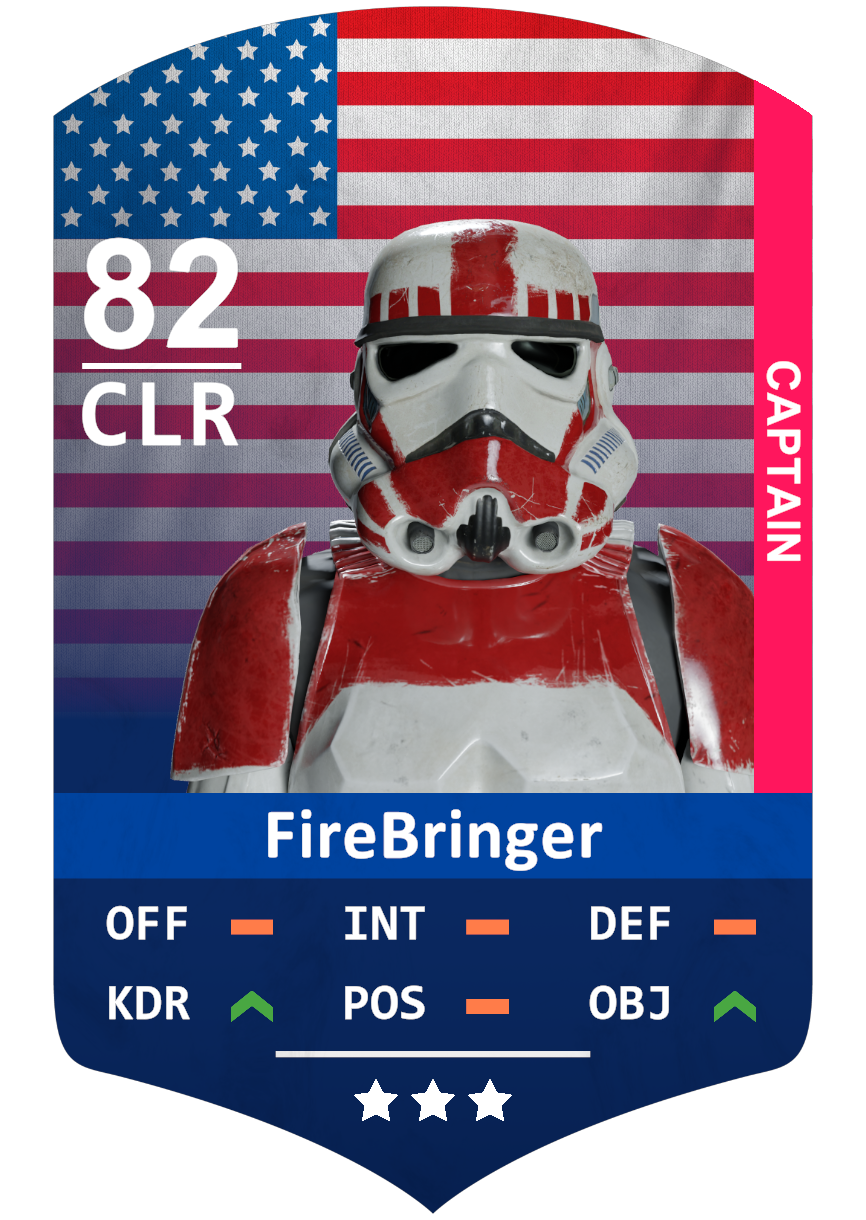 82
CLR
CAPTAIN
FireBringer
OFF INT DEF
KDR POS OBJ